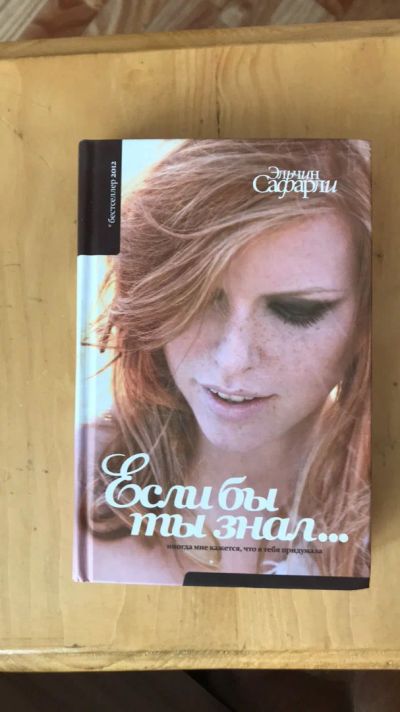 Эльчин
Сафарли
* бестселлер 2012
Если бы
ты знал...
иногда мне кажется, что я тебя придумала